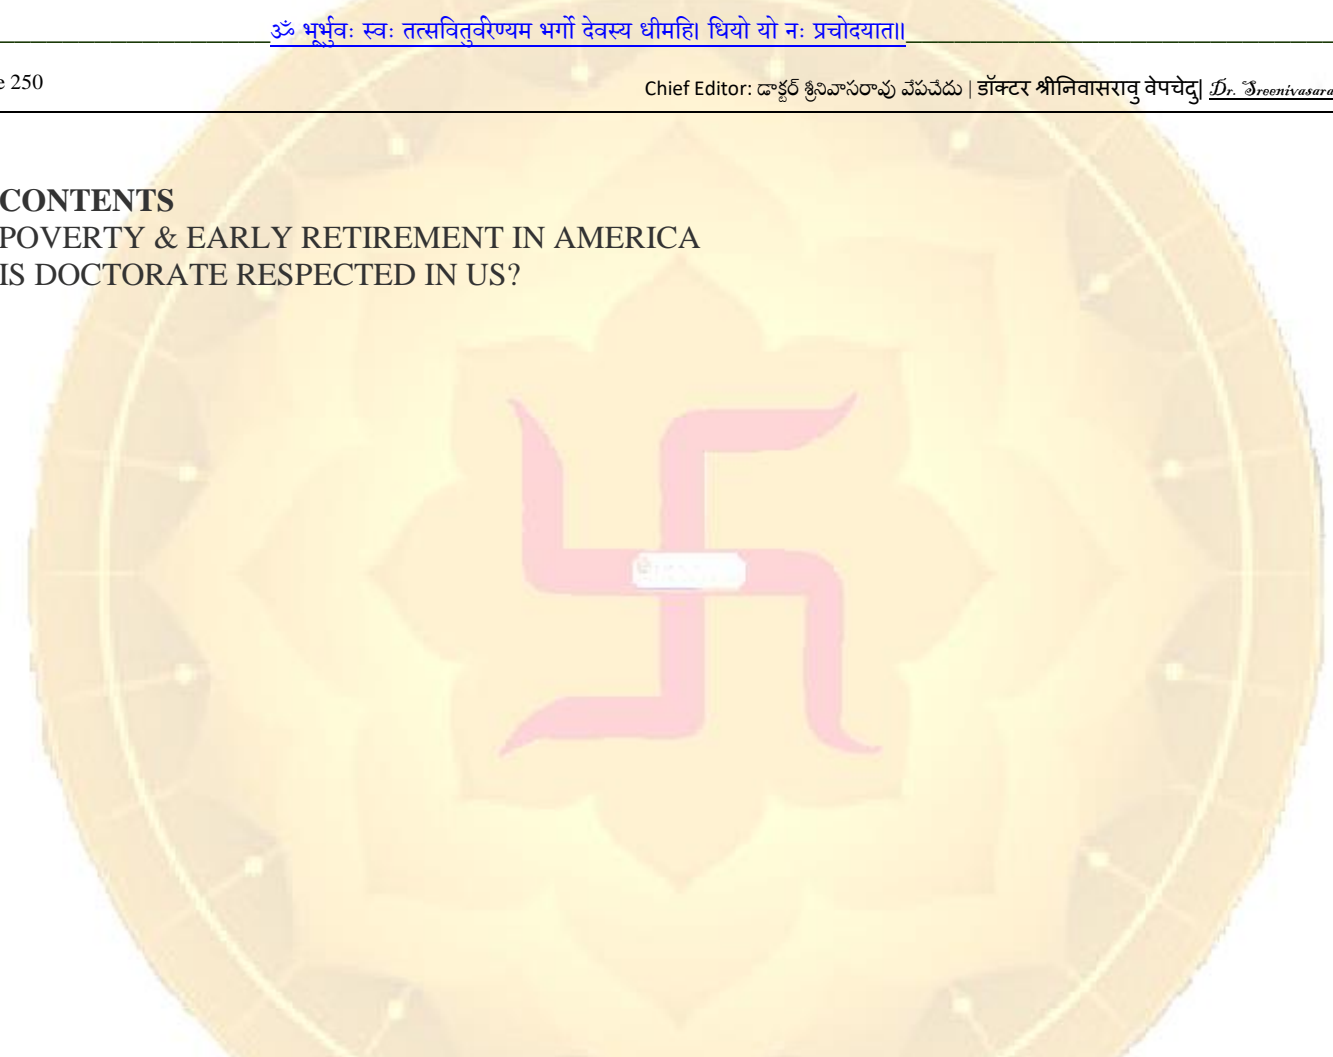 ॐ भूर्भुवः स्वः तत्सवितुर्वरेण्यम भर्गो देवस्य धीमहि। धियो यो नः प्रचोदयात॥
e 250
Chief Editor: డాక్టర్ శ్రీనివాసరావు వేపచేదు | डॉक्टर श्रीनिवासरावु वेपचेदु| Dr. Sreenivasara
CONTENTS
POVERTY & EARLY RETIREMENT IN AMERICA
IS DOCTORATE RESPECTED IN US?